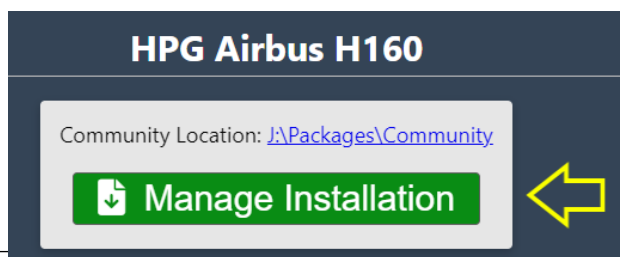 HPG Airbus H160
Community Location: J:\Packages\Community
Manage Installation